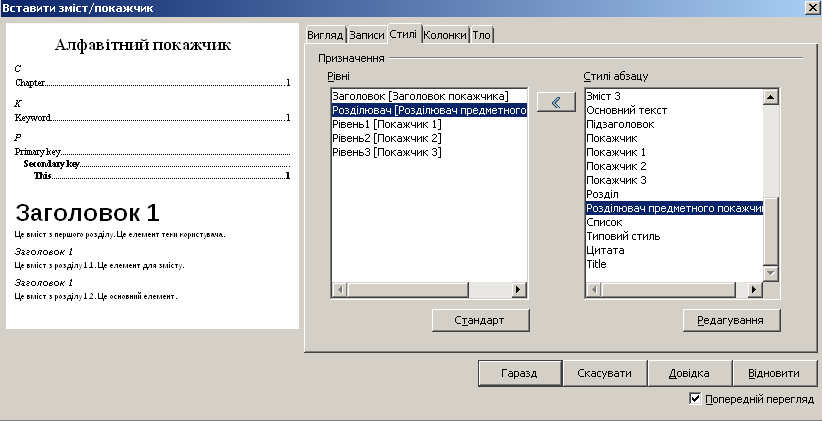 Вставити зміст/покажчик
Алфавітний покажчик
C
Chapter 1
K
Keyword 1
P
Primary key
Secondary key
This 1
Заголовок 1
Це вміст з першого розділу. Це елемент теки користувача.
Заголовок 1
Це вміст з розділу 1.1. Це елемент для змісту.
Заголовок 1
Це вміст з розділу 1.2. Це основний елемент.
Вигляд Записи Стилі Колонки Тло
Призначення
Рівні
Заголовок [Заголовок покажчика]
Розділювач [Розділювач предметного
Рівень1 [Покажчик 1]
Рівень2 [Покажчик 2]
Рівень3 [Покажчик 3]
Стандарт
Стилі абзацу
Зміст 3
Основний текст
Підзаголовок
Покажчик
Покажчик 1
Покажчик 2
Покажчик 3
Розділ
Розділювач предметного покажчи
Список
Типовий стиль
Цитата
Title
Редагування
Гаразд Скасувати Довідка Відновити
Попередній перегляд